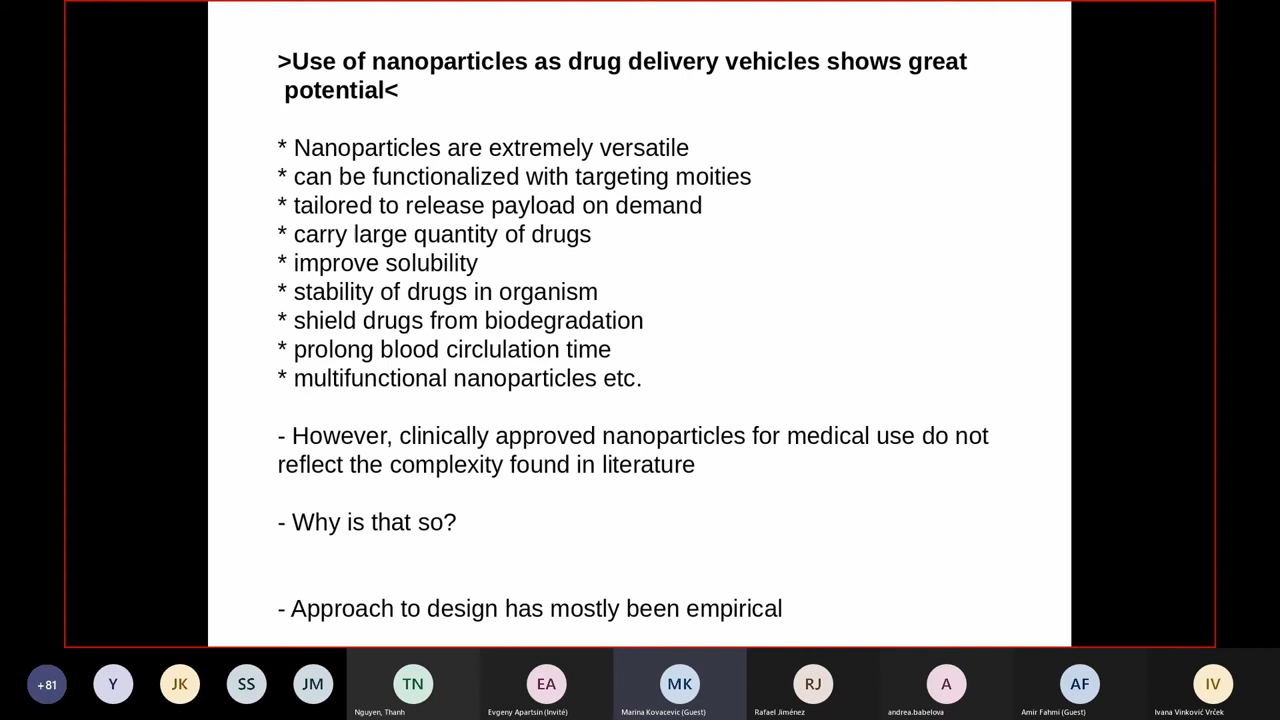 >Use of nanoparticles as drug delivery vehicles shows great
potential<
* Nanoparticles are extremely versatile
* can be functionalized with targeting moities
* tailored to release payload on demand
* carry large quantity of drugs
* improve solubility
* stability of drugs in organism
* shield drugs from biodegradation
* prolong blood circlulation time
* multifunctional nanoparticles etc.
- However, clinically approved nanoparticles for medical use do not
reflect the complexity found in literature
- Why is that so?
- Approach to design has mostly been empirical
+81 Y JK SS JM TN EA MK RJ A AF IV
Nguyen, Thanh Evgeny Apartsin (Invité) Marina Kovacevic (Guest) Rafael Jiménez andrea.babelova Amir Fahmi (Guest) Ivana Vinković Vrček